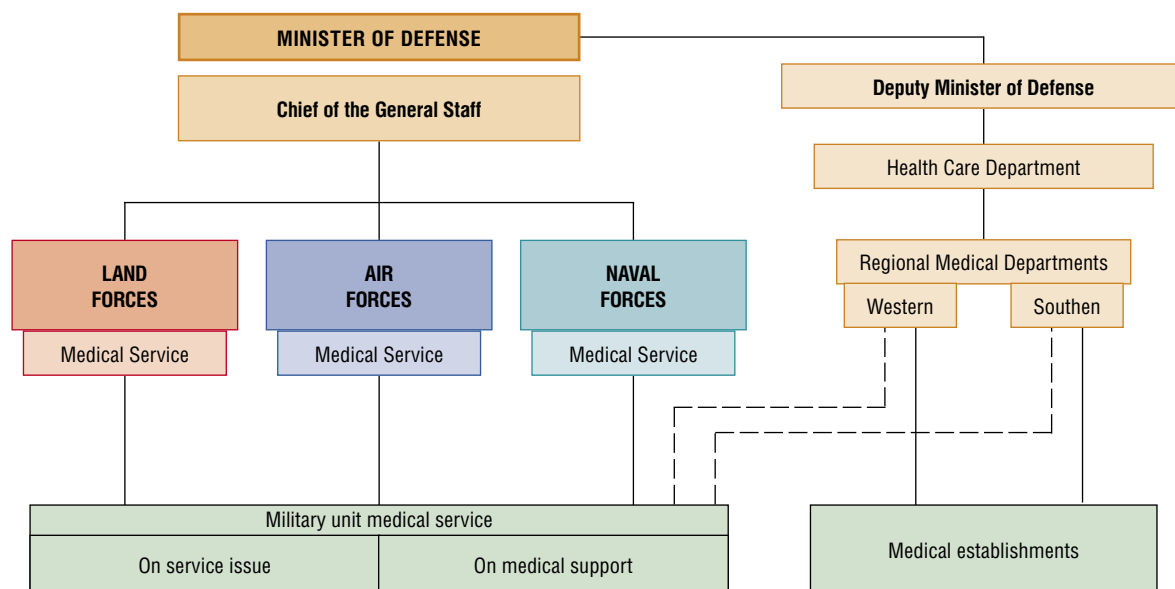 MINISTER OF DEFENSE
Chief of the General Staff
Deputy Minister of Defense
Health Care Department
Regional Medical Departments
Western
Southen
LAND
FORCES
Medical Service
AIR
FORCES
Medical Service
NAVAL
FORCES
Medical Service
Military unit medical service
On service issue
On medical support
Medical establishments